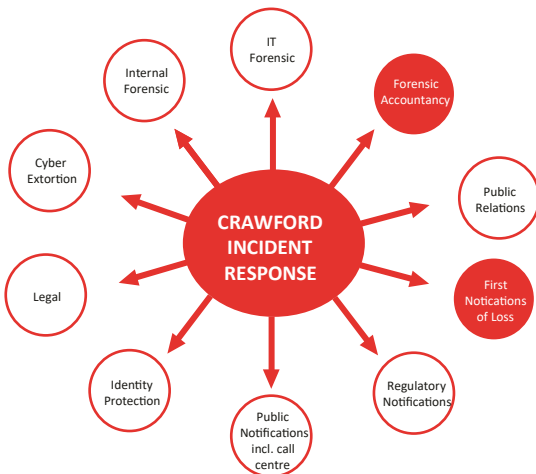 IT
Forensic
Internal
Forensic
Forensic
Accountancy
Cyber
Extortion
Public
Relations
CRAWFORD
INCIDENT
RESPONSE
Legal
First
Notications
of Loss
Identity
Protection
Regulatory
Notifications
Public
Notifications
incl. call
centre